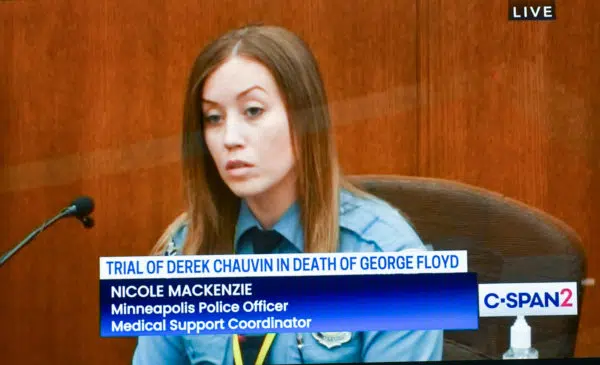 LIVE
TRIAL OF DEREK CHAUVIN IN DEATH OF GEORGE FLOYD
NICOLE MACKENZIE
Minneapolis Police Officer
Medical Support Coordinator
C-SPAN2